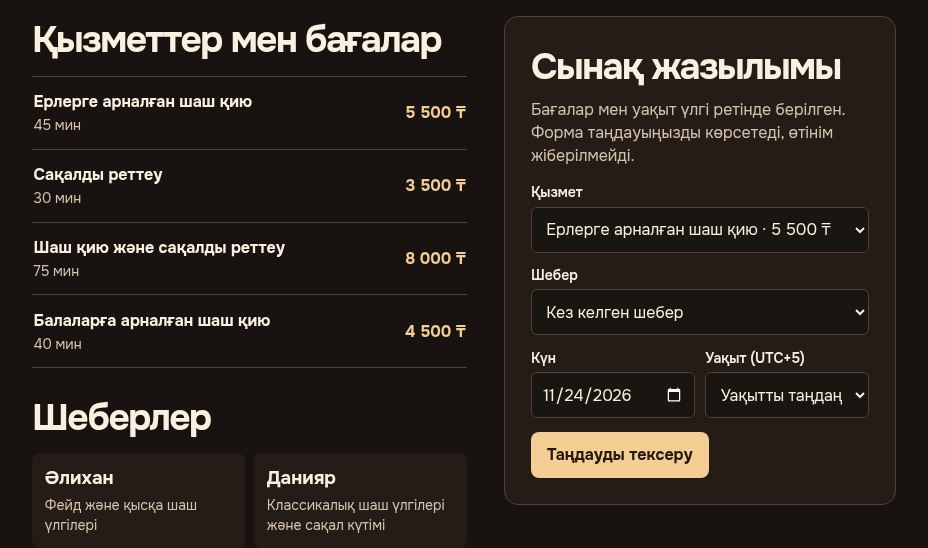 Қызметтер мен бағалар
Ерлерге арналған шаш қию
45 мин
5 500 ₸
Сақалды реттеу
30 мин
3 500 ₸
Шаш қию және сақалды реттеу
75 мин
8 000 ₸
Балаларға арналған шаш қию
40 мин
4 500 ₸
Шеберлер
Әлихан
Фейд және қысқа шаш
үлгілері
Данияр
Классикалық шаш үлгілері
және сақал күтімі
Сынақ жазылымы
Бағалар мен уақыт үлгі ретінде берілген.
Форма таңдауыңызды көрсетеді, өтінім
жіберілмейді.
Қызмет
Ерлерге арналған шаш қию · 5 500 ₸
Шебер
Кез келген шебер
Күн
11/24/2026
Уақыт (UTC+5)
Уақытты таңдаң
Таңдауды тексеру